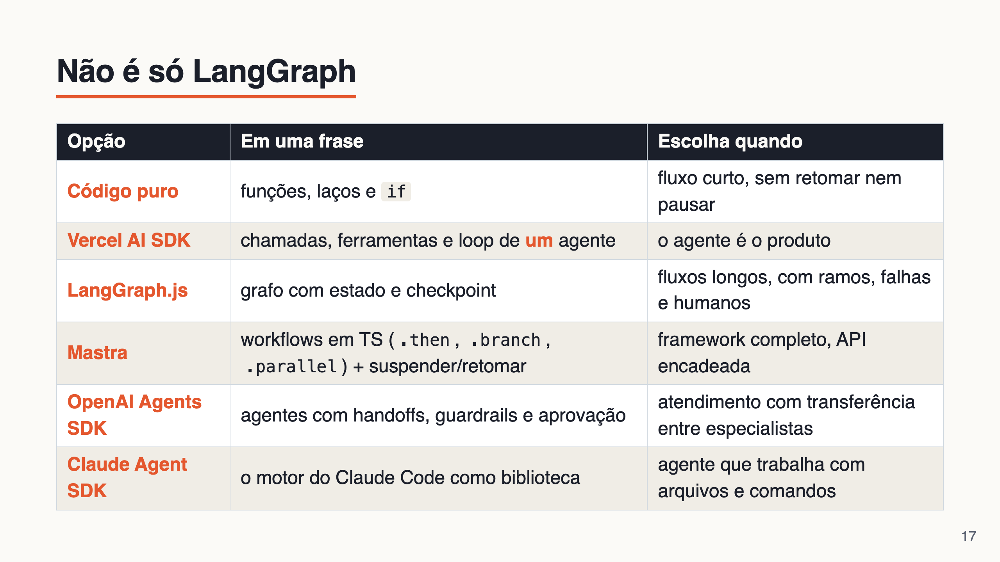 Não é só LangGraph
Opção Em uma frase Escolha quando
Código puro funções, laços e if fluxo curto, sem retomar nem
pausar
Vercel AI SDK chamadas, ferramentas e loop de um agente o agente é o produto
LangGraph.js grafo com estado e checkpoint fluxos longos, com ramos, falhas
e humanos
Mastra workflows em TS ( .then , .branch ,
.parallel ) + suspender/retomar framework completo, API
encadeada
OpenAI Agents
SDK agentes com handoffs, guardrails e aprovação atendimento com transferência
entre especialistas
Claude Agent
SDK o motor do Claude Code como biblioteca agente que trabalha com
arquivos e comandos
17